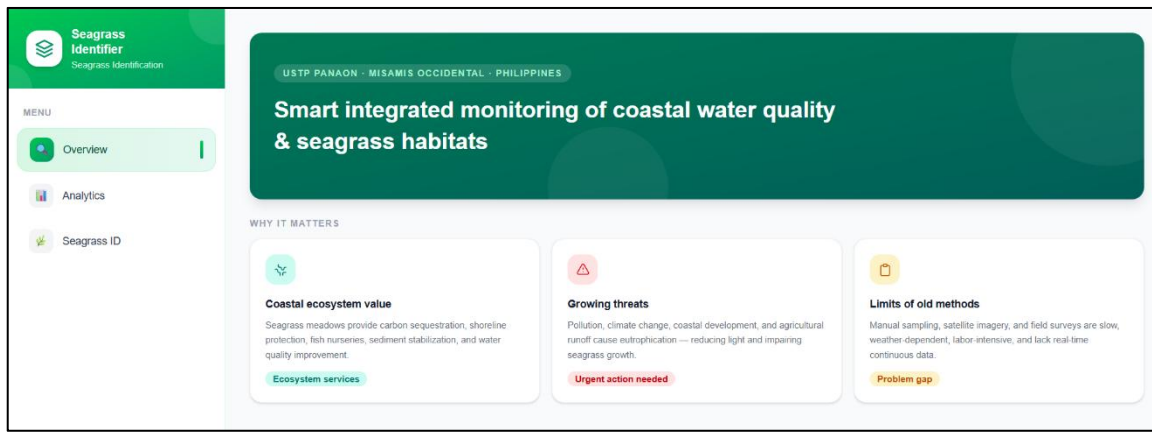 Seagrass
Identifier
Seagrass Identification
MENU
Overview
Analytics
Seagrass ID
USTP PANAON · MISAMIS OCCIDENTAL · PHILIPPINES
Smart integrated monitoring of coastal water quality
& seagrass habitats
WHY IT MATTERS
Coastal ecosystem value
Seagrass meadows provide carbon sequestration, shoreline
protection, fish nurseries, sediment stabilization, and water
quality improvement.
Ecosystem services
Growing threats
Pollution, climate change, coastal development, and agricultural
runoff cause eutrophication — reducing light and impairing
seagrass growth.
Urgent action needed
Limits of old methods
Manual sampling, satellite imagery, and field surveys are slow,
weather-dependent, labor-intensive, and lack real-time
continuous data.
Problem gap